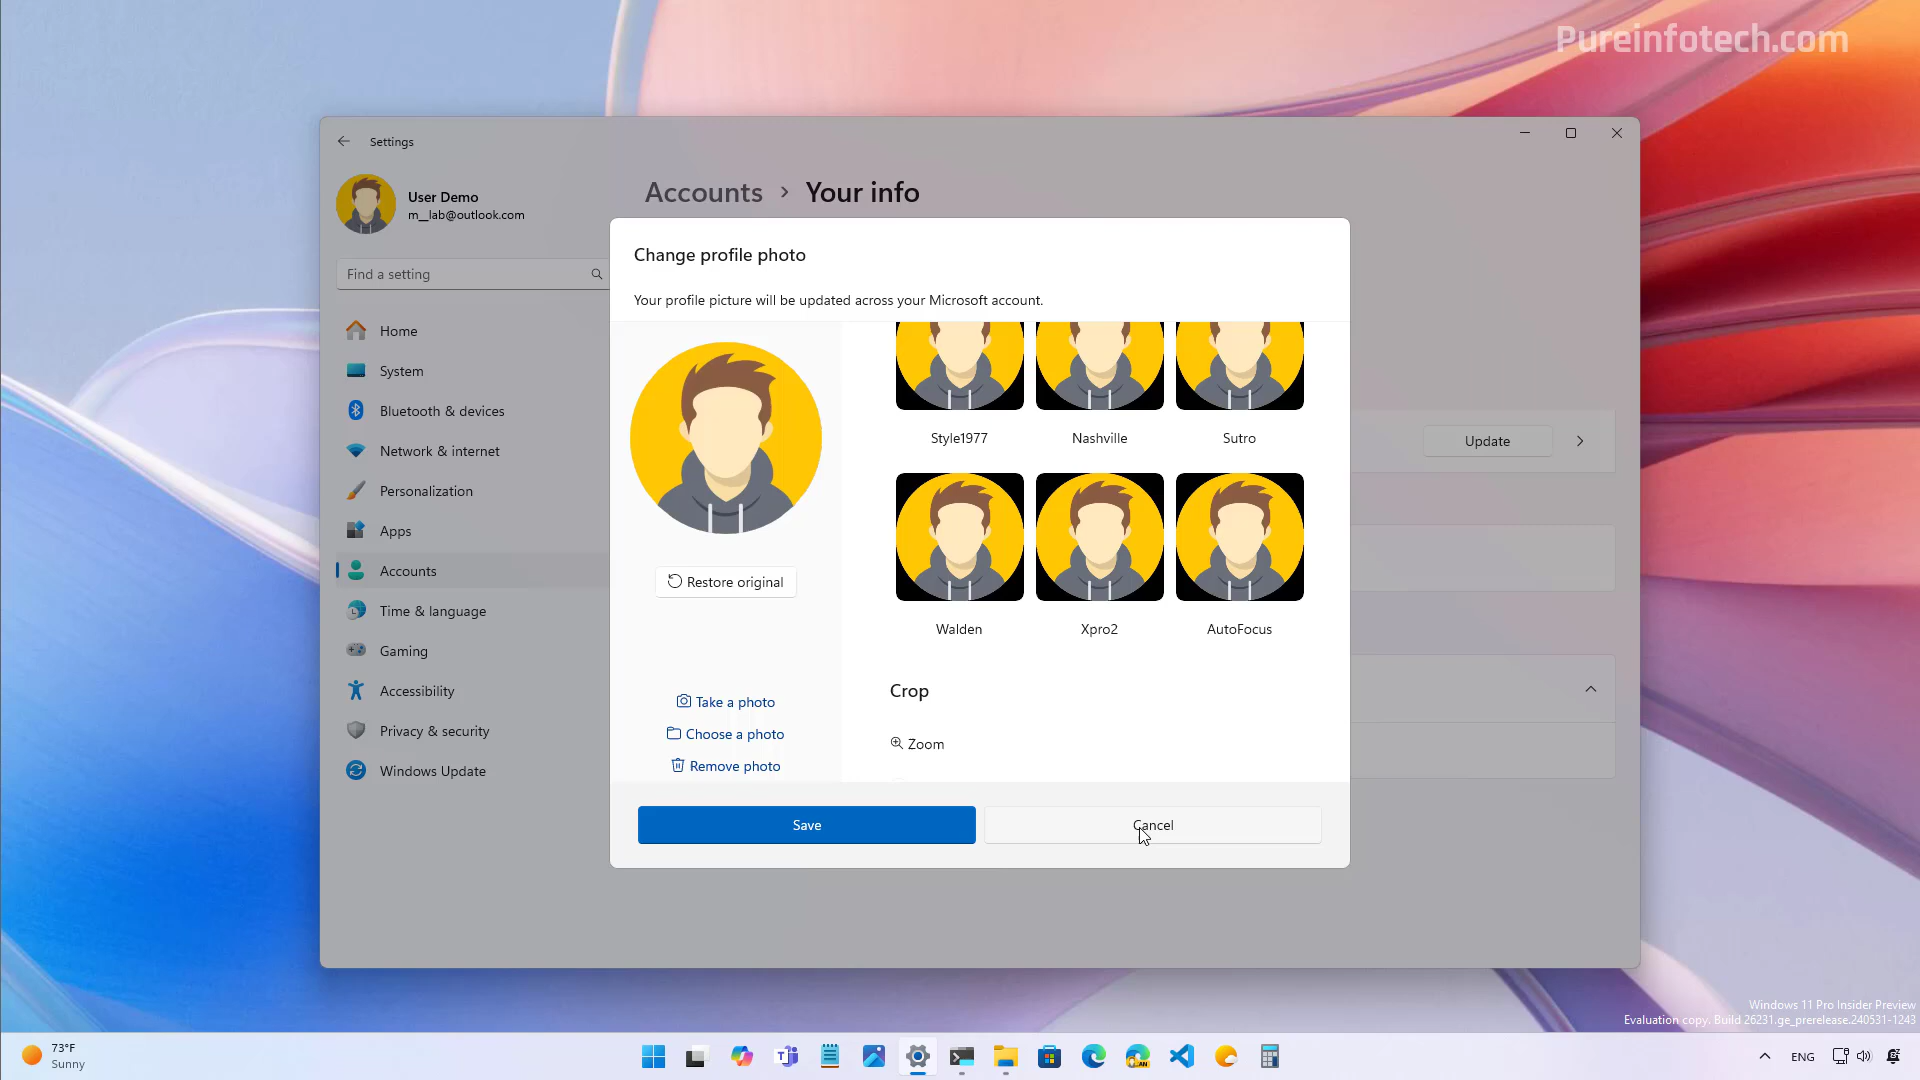 Pureinfotech.com
Settings
User Demo
m_lab@outlook.com
Accounts > Your info
Find a setting
Home
System
Bluetooth & devices
Network & internet
Personalization
Apps
Accounts
Time & language
Gaming
Accessibility
Privacy & security
Windows Update
Change profile photo
Your profile picture will be updated across your Microsoft account.
Restore original
Take a photo
Choose a photo
Remove photo
Style1977
Nashville
Sutro
Walden
Xpro2
AutoFocus
Crop
Zoom
Save
Cancel
Update
Windows 11 Pro Insider Preview
Evaluation copy. Build 26231.ge_prerelease.240531-1243
73°F
Sunny
ENG